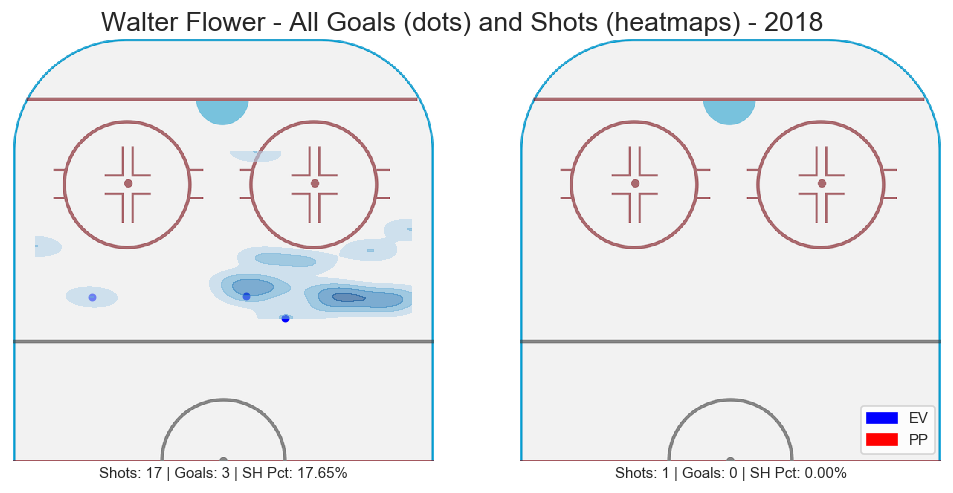 Walter Flower - All Goals (dots) and Shots (heatmaps) - 2018
EV
PP
Shots: 17 | Goals: 3 | SH Pct: 17.65%
Shots: 1 | Goals: 0 | SH Pct: 0.00%